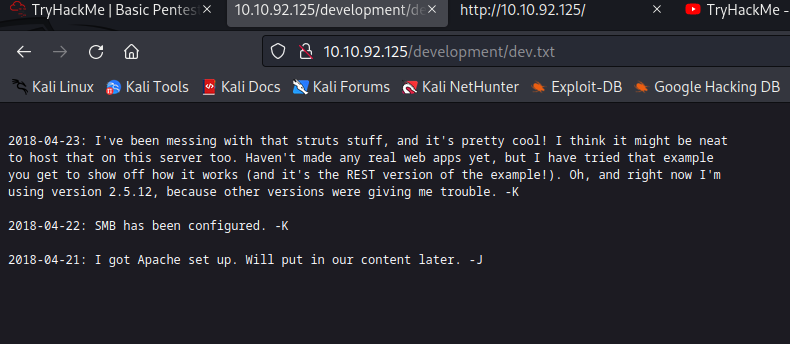 TryHackMe | Basic Pentes
10.10.92.125/development/de
http://10.10.92.125/
TryHackMe -
10.10.92.125/development/dev.txt
Kali Linux
Kali Tools
Kali Docs
Kali Forums
Kali NetHunter
Exploit-DB
Google Hacking DB
2018-04-23: I've been messing with that struts stuff, and it's pretty cool! I think it might be neat
to host that on this server too. Haven't made any real web apps yet, but I have tried that example
you get to show off how it works (and it's the REST version of the example!). Oh, and right now I'm
using version 2.5.12, because other versions were giving me trouble. -K
2018-04-22: SMB has been configured. -K
2018-04-21: I got Apache set up. Will put in our content later. -J